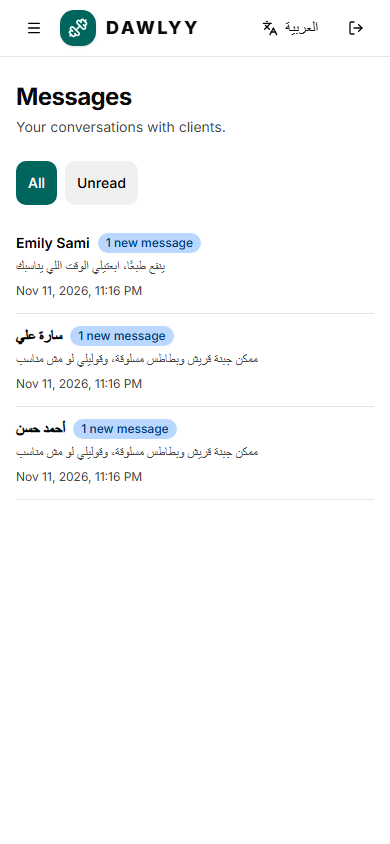 DAWLYY
العربية
Messages
Your conversations with clients.
All
Unread
Emily Sami 1 new message
ينفع طبعًا، ابعتيلي الوقت اللي يناسبك
Nov 11, 2026, 11:16 PM
سارة علي 1 new message
ممكن جبنة قريش وبطاطس مسلوقة، وقوليلي لو مش مناسب
Nov 11, 2026, 11:16 PM
أحمد حسن 1 new message
ممكن جبنة قريش وبطاطس مسلوقة، وقوليلي لو مش مناسب
Nov 11, 2026, 11:16 PM